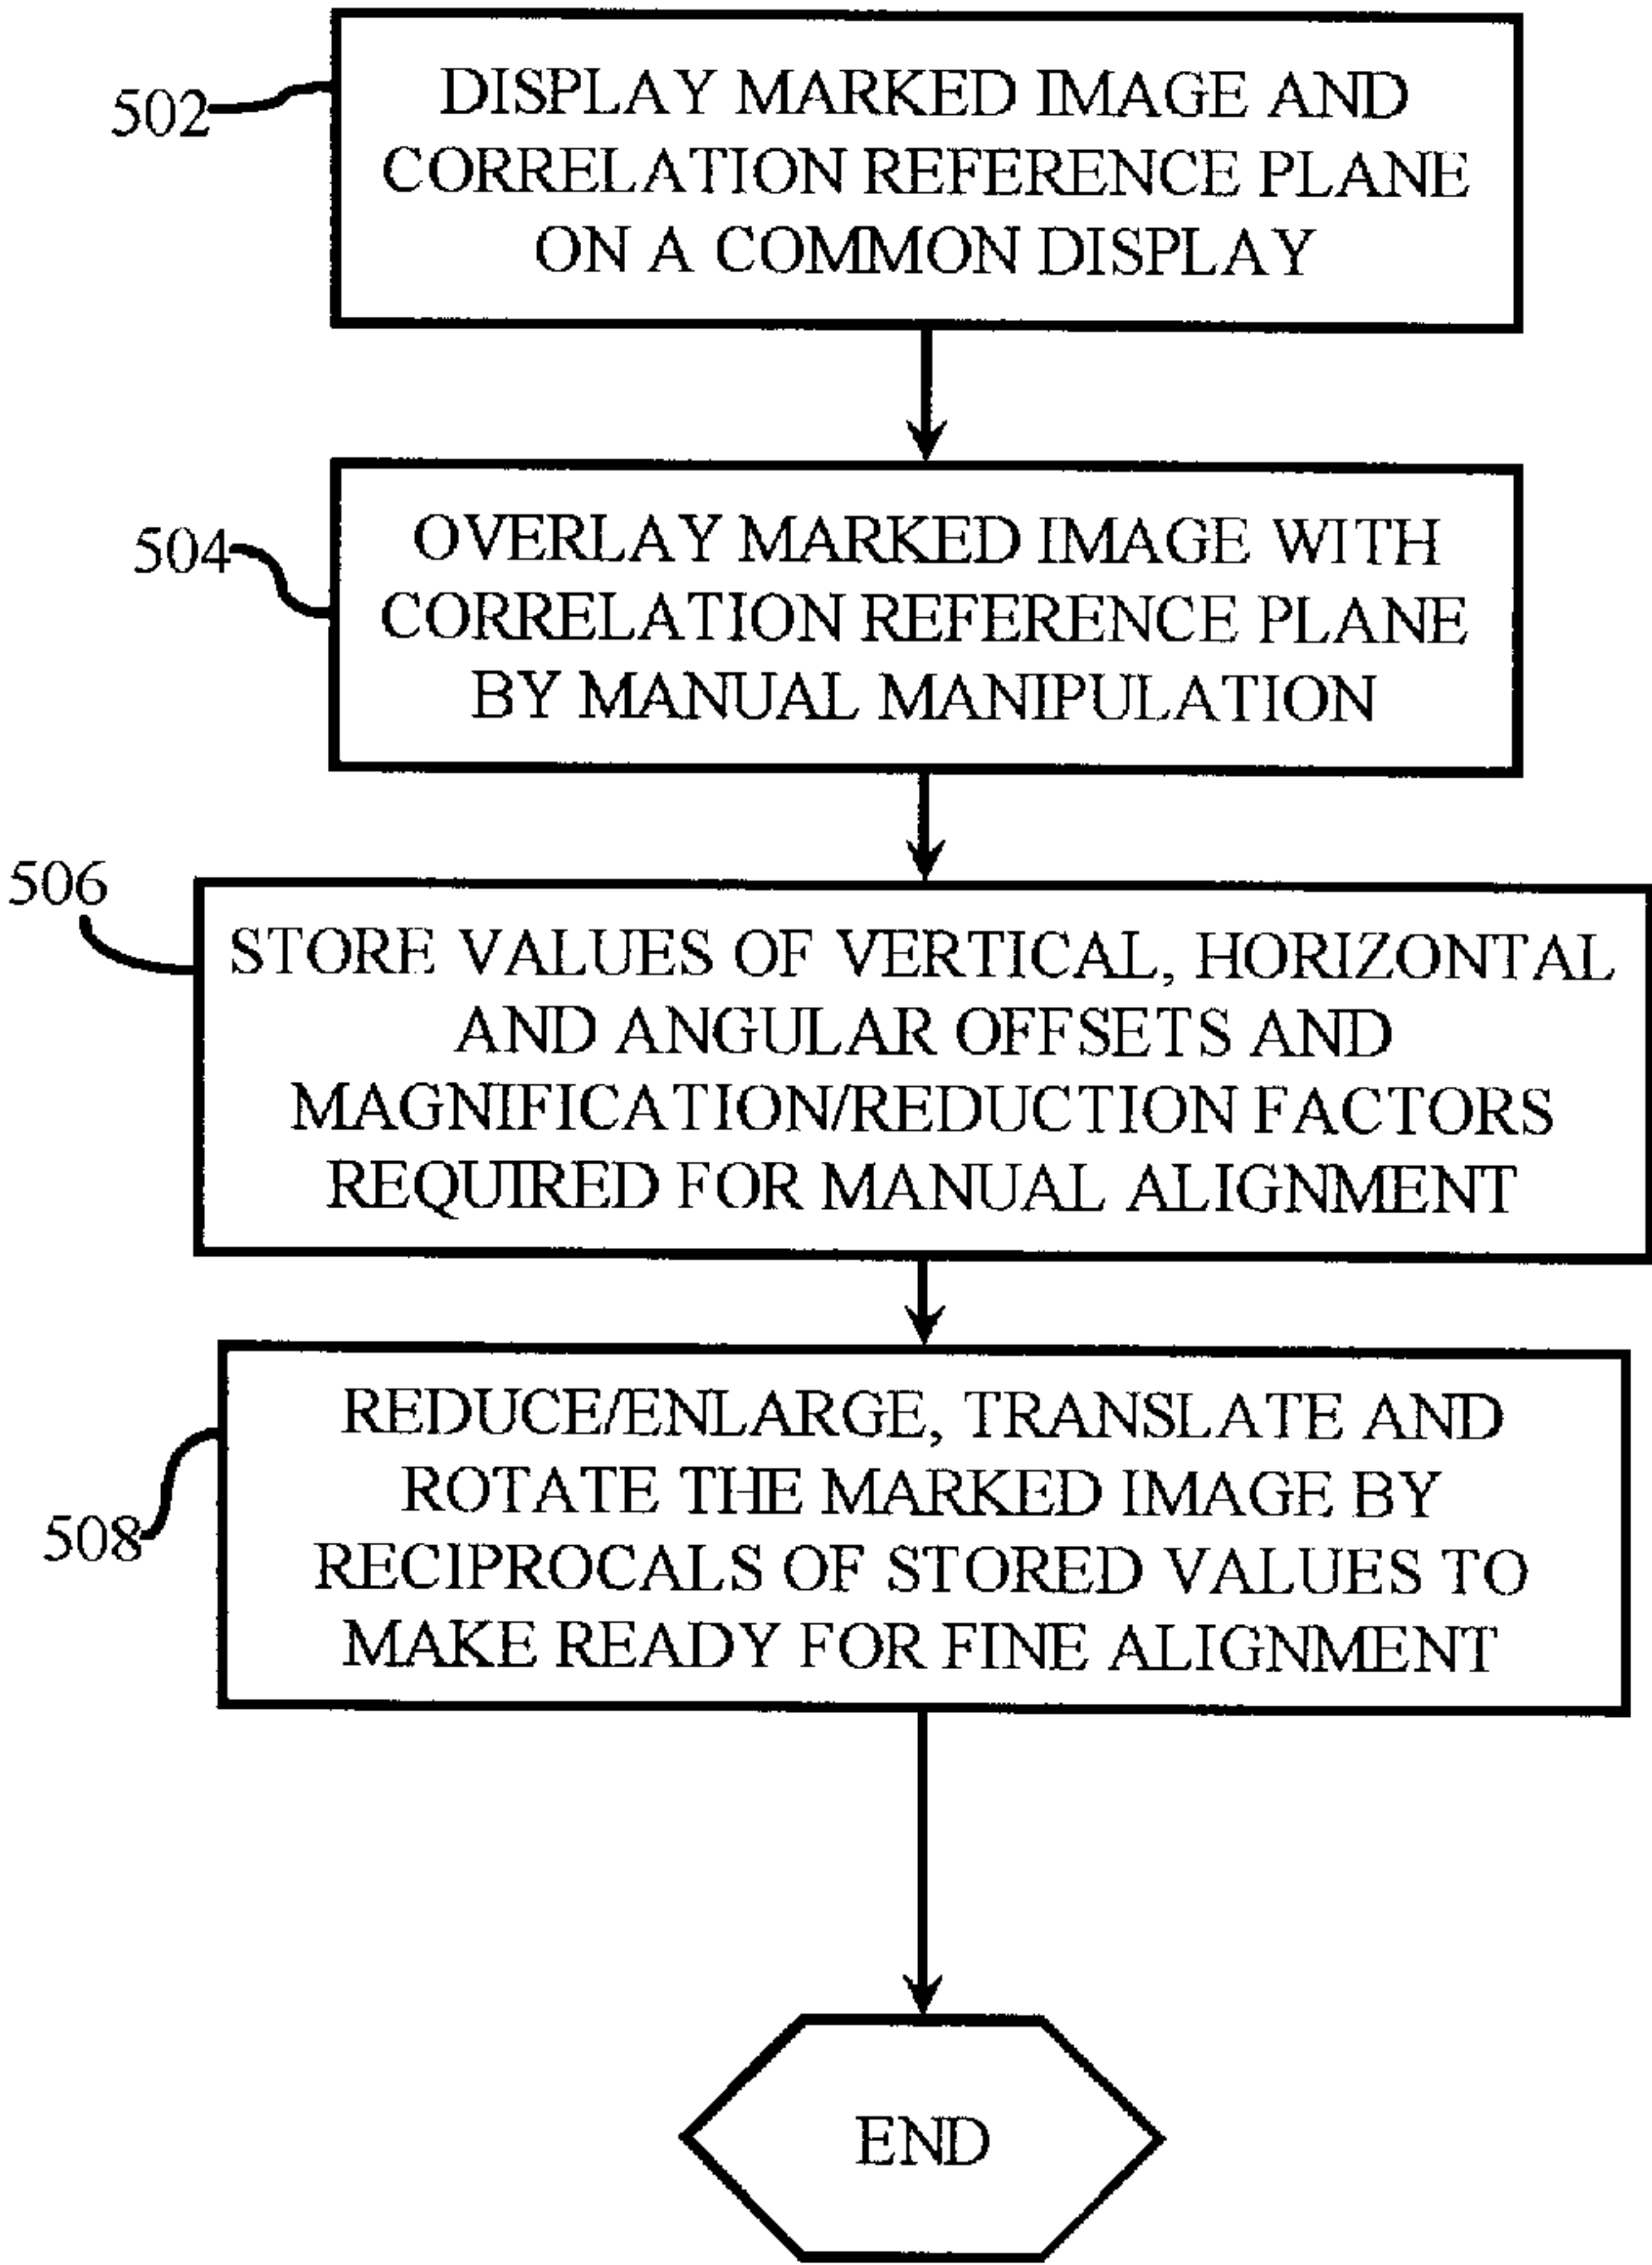 502
DISPLAY MARKED IMAGE AND
CORRELATION REFERENCE PLANE
ON A COMMON DISPLAY
504
OVERLAY MARKED IMAGE WITH
CORRELATION REFERENCE PLANE
BY MANUAL MANIPULATION
506
STORE VALUES OF VERTICAL, HORIZONTAL
AND ANGULAR OFFSETS AND
MAGNIFICATION/REDUCTION FACTORS
REQUIRED FOR MANUAL ALIGNMENT
508
REDUCE/ENLARGE, TRANSLATE AND
ROTATE THE MARKED IMAGE BY
RECIPROCALS OF STORED VALUES TO
MAKE READY FOR FINE ALIGNMENT
END